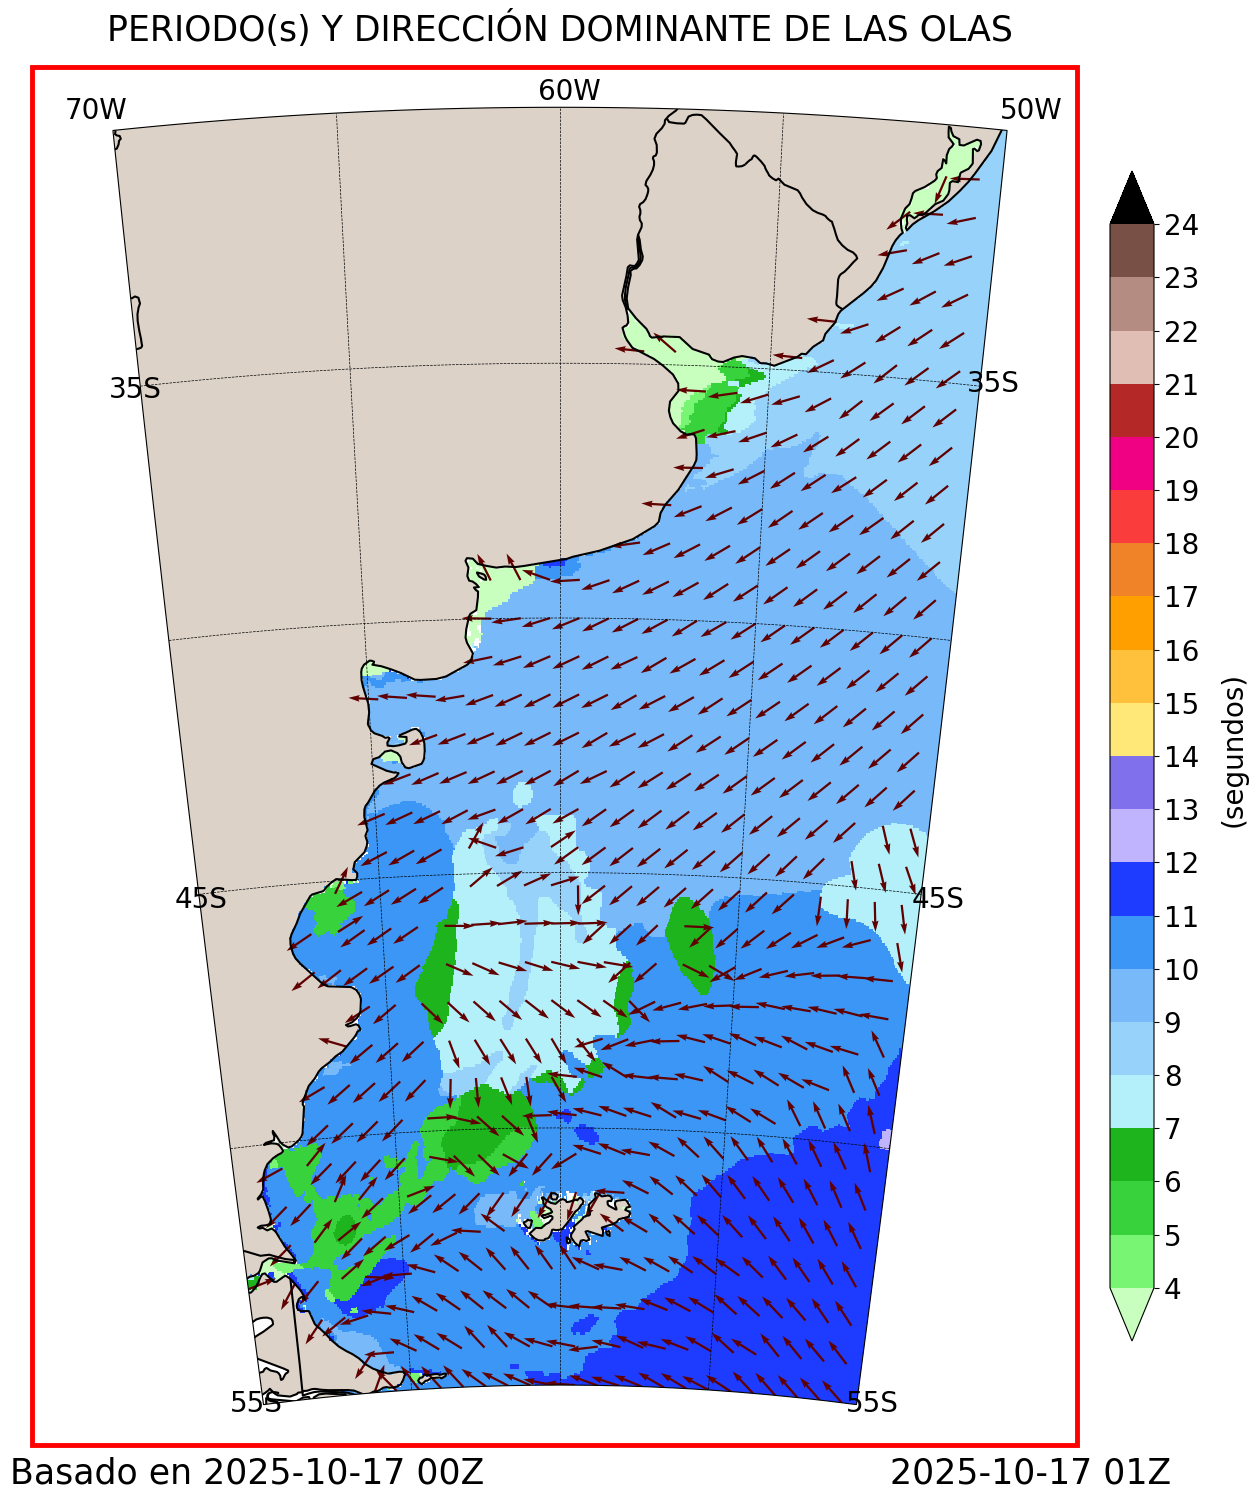 PERIODO(s) Y DIRECCIÓN DOMINANTE DE LAS OLAS
70W
60W
50W
35S
35S
45S
45S
55S
55S
24
23
22
21
20
19
18
17
16
15
14
13
12
11
10
9
8
7
6
5
4
(segundos)
Basado en 2025-10-17 00Z
2025-10-17 01Z